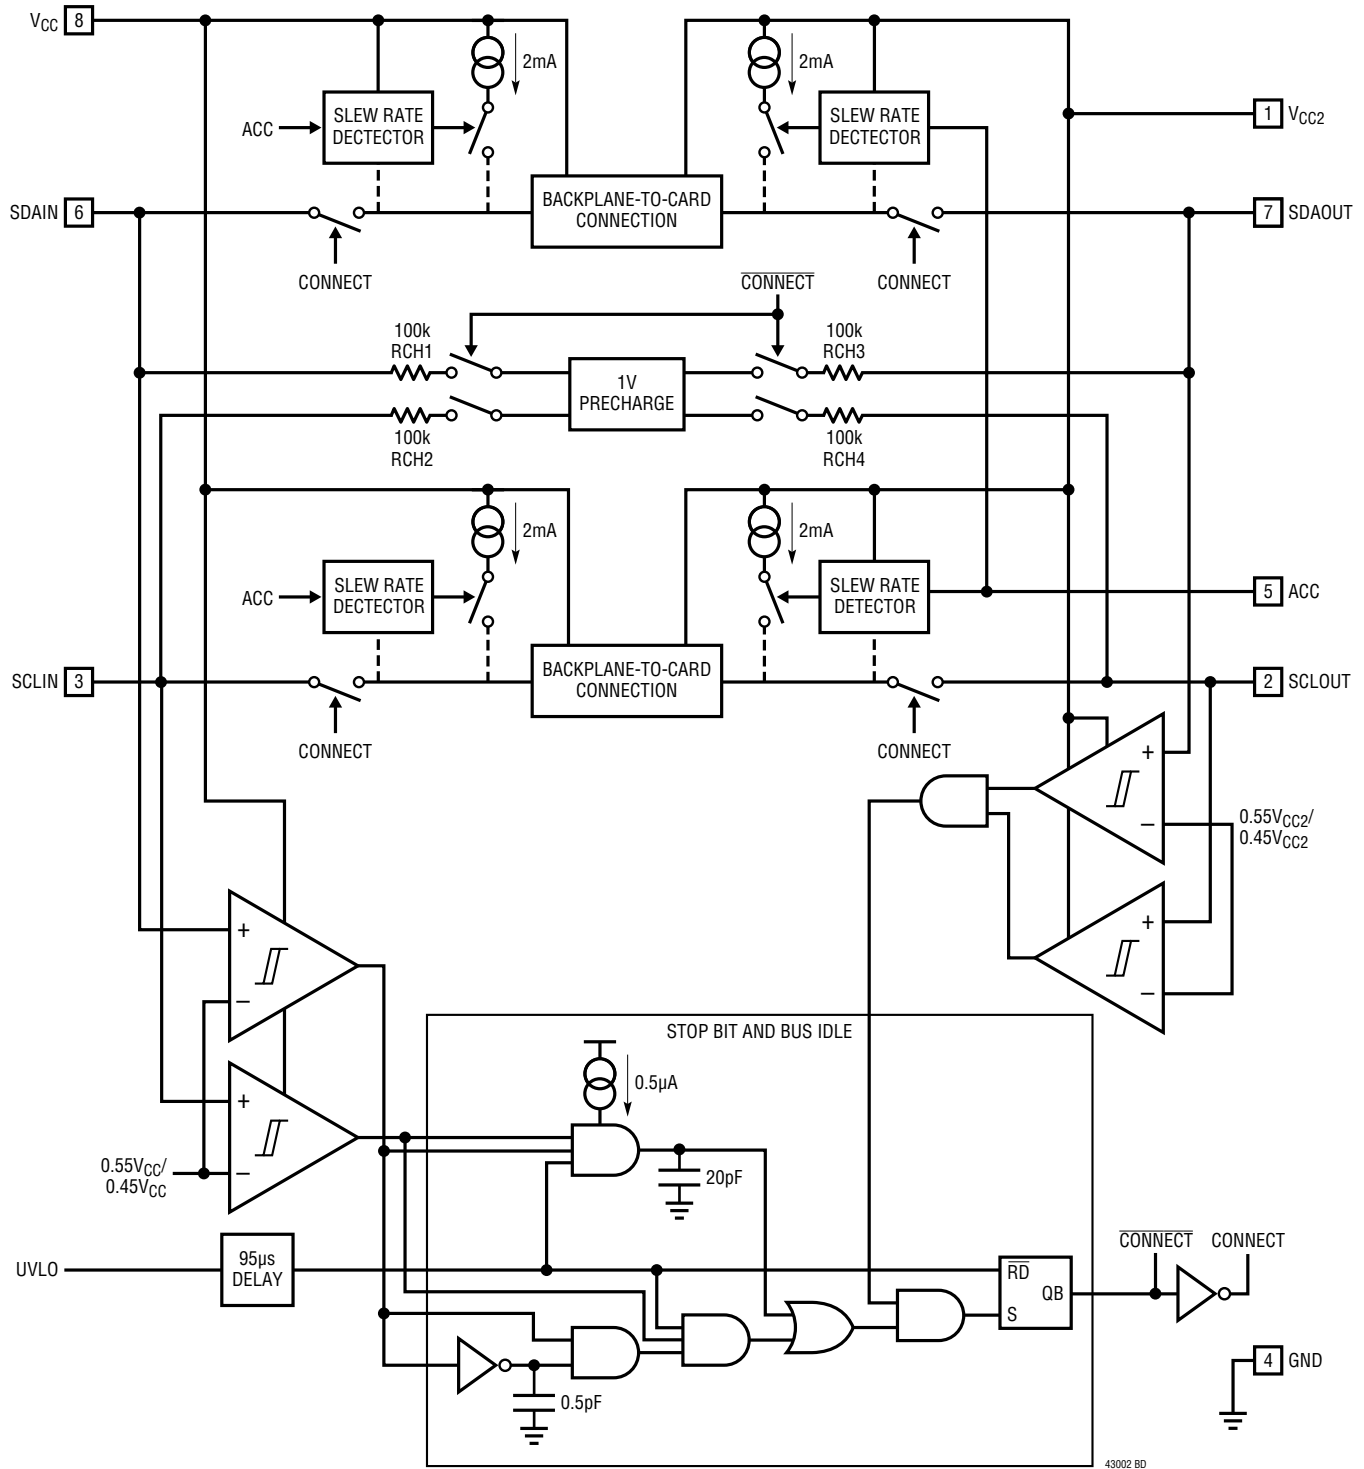 VCC 8
2mA
2mA
SLEW RATE
DECTECTOR
SLEW RATE
DECTECTOR
ACC
1 VCC2
SDAIN 6
BACKPLANE-TO-CARD
CONNECTION
7 SDAOUT
CONNECT
CONNECT
CONNECT
100k
RCH1
100k
RCH3
1V
PRECHARGE
100k
RCH2
100k
RCH4
2mA
2mA
ACC
SLEW RATE
DECTECTOR
SLEW RATE
DETECTOR
5 ACC
SCLIN 3
BACKPLANE-TO-CARD
CONNECTION
2 SCLOUT
CONNECT
CONNECT
+
−
0.55VCC2/
0.45VCC2
+
−
+
−
+
−
0.55VCC/
0.45VCC
STOP BIT AND BUS IDLE
0.5µA
20pF
UVLO
95µs
DELAY
RD
QB
S
CONNECT
CONNECT
0.5pF
4 GND
43002 BD